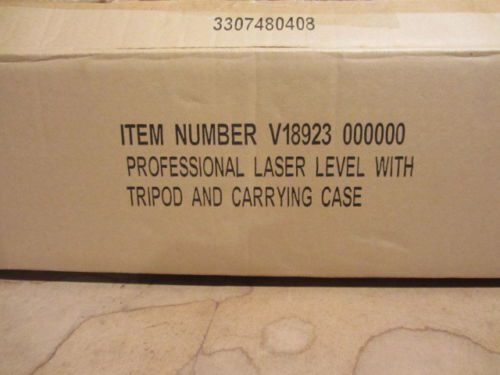 3307480408
ITEM NUMBER V18923 000000
PROFESSIONAL LASER LEVEL WITH
TRIPOD AND CARRYING CASE